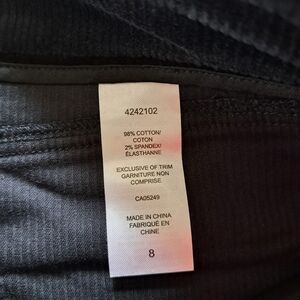 4242102
98% COTTON/
COTON
2% SPANDEX/
ÉLASTHANNE
EXCLUSIVE OF TRIM
GARNITURE NON
COMPRISE
CA05249
MADE IN CHINA
FABRIQUÉ EN
CHINE
8